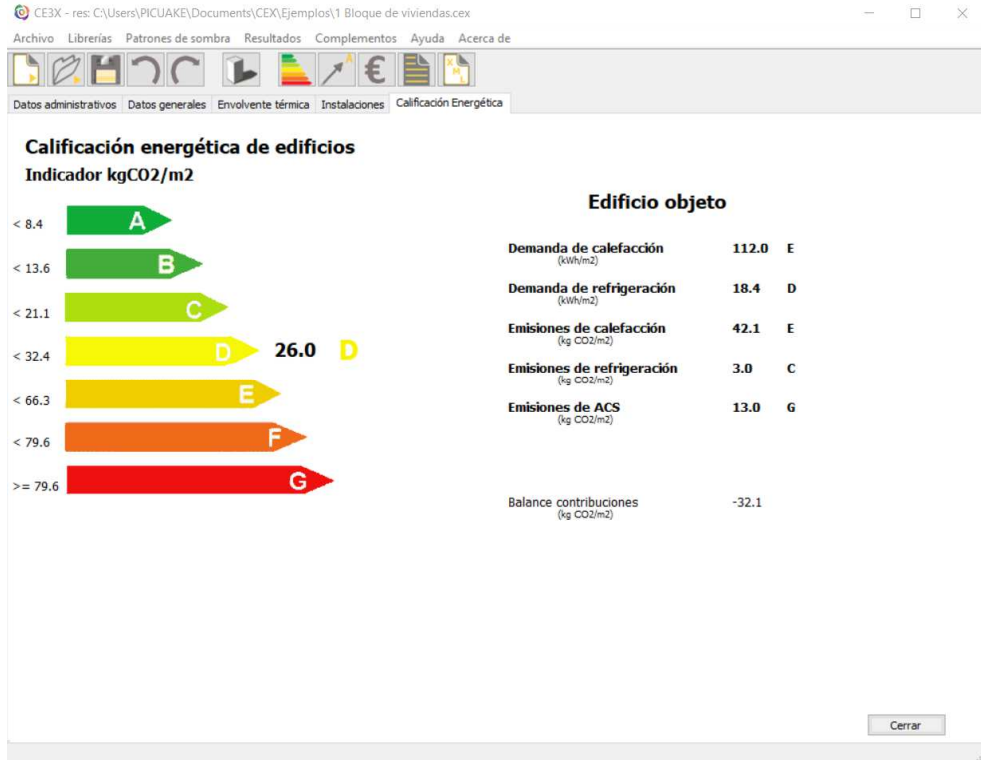 CE3X - res: C:\Users\PICUAKE\Documents\CEX\Ejemplos\1 Bloque de viviendas.cex
Archivo Librerías Patrones de sombra Resultados Complementos Ayuda Acerca de
Datos administrativos Datos generales Envolvente térmica Instalaciones Calificación Energética
Calificación energética de edificios
Indicador kgCO2/m2
< 8.4 A
< 13.6 B
< 21.1 C
< 32.4 D 26.0 D
< 66.3 E
< 79.6 F
>= 79.6 G
Edificio objeto
Demanda de calefacción 112.0 E
(kWh/m2)
Demanda de refrigeración 18.4 D
(kWh/m2)
Emisiones de calefacción 42.1 E
(kg CO2/m2)
Emisiones de refrigeración 3.0 C
(kg CO2/m2)
Emisiones de ACS 13.0 G
(kg CO2/m2)
Balance contribuciones -32.1
(kg CO2/m2)
Cerrar